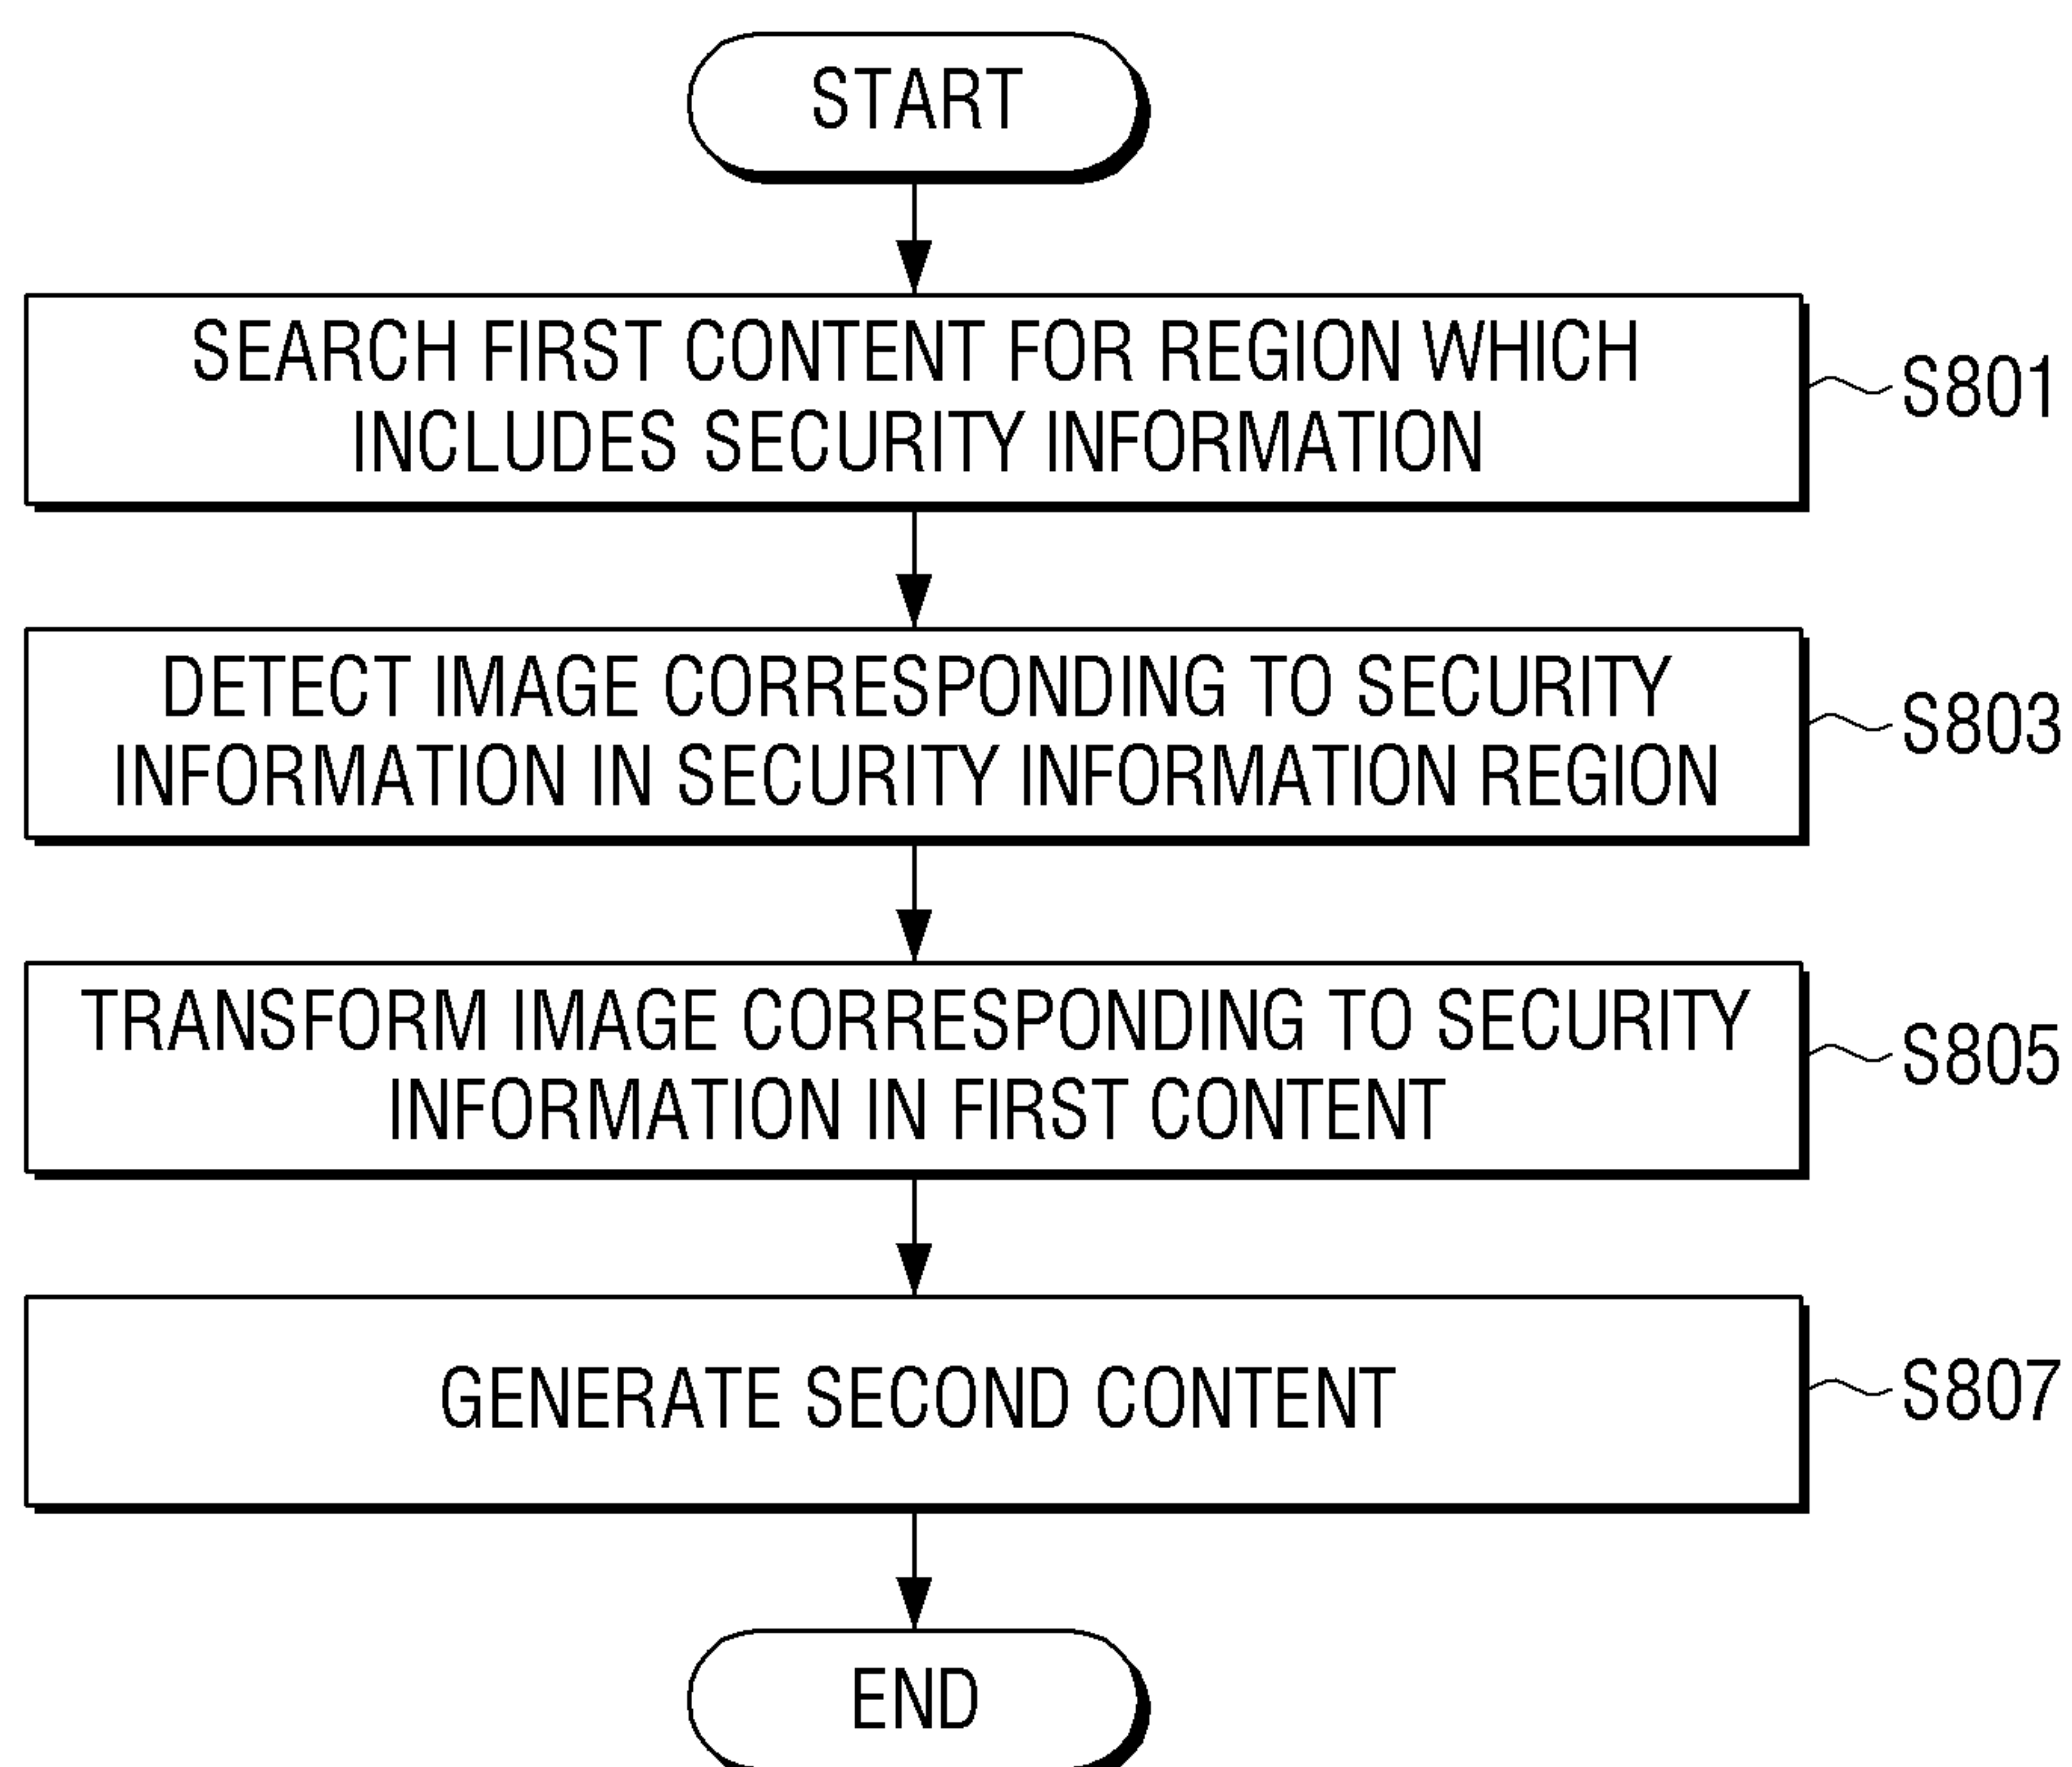 START
SEARCH FIRST CONTENT FOR REGION WHICH
INCLUDES SECURITY INFORMATION
S801
DETECT IMAGE CORRESPONDING TO SECURITY
INFORMATION IN SECURITY INFORMATION REGION
S803
TRANSFORM IMAGE CORRESPONDING TO SECURITY
INFORMATION IN FIRST CONTENT
S805
GENERATE SECOND CONTENT
S807
END